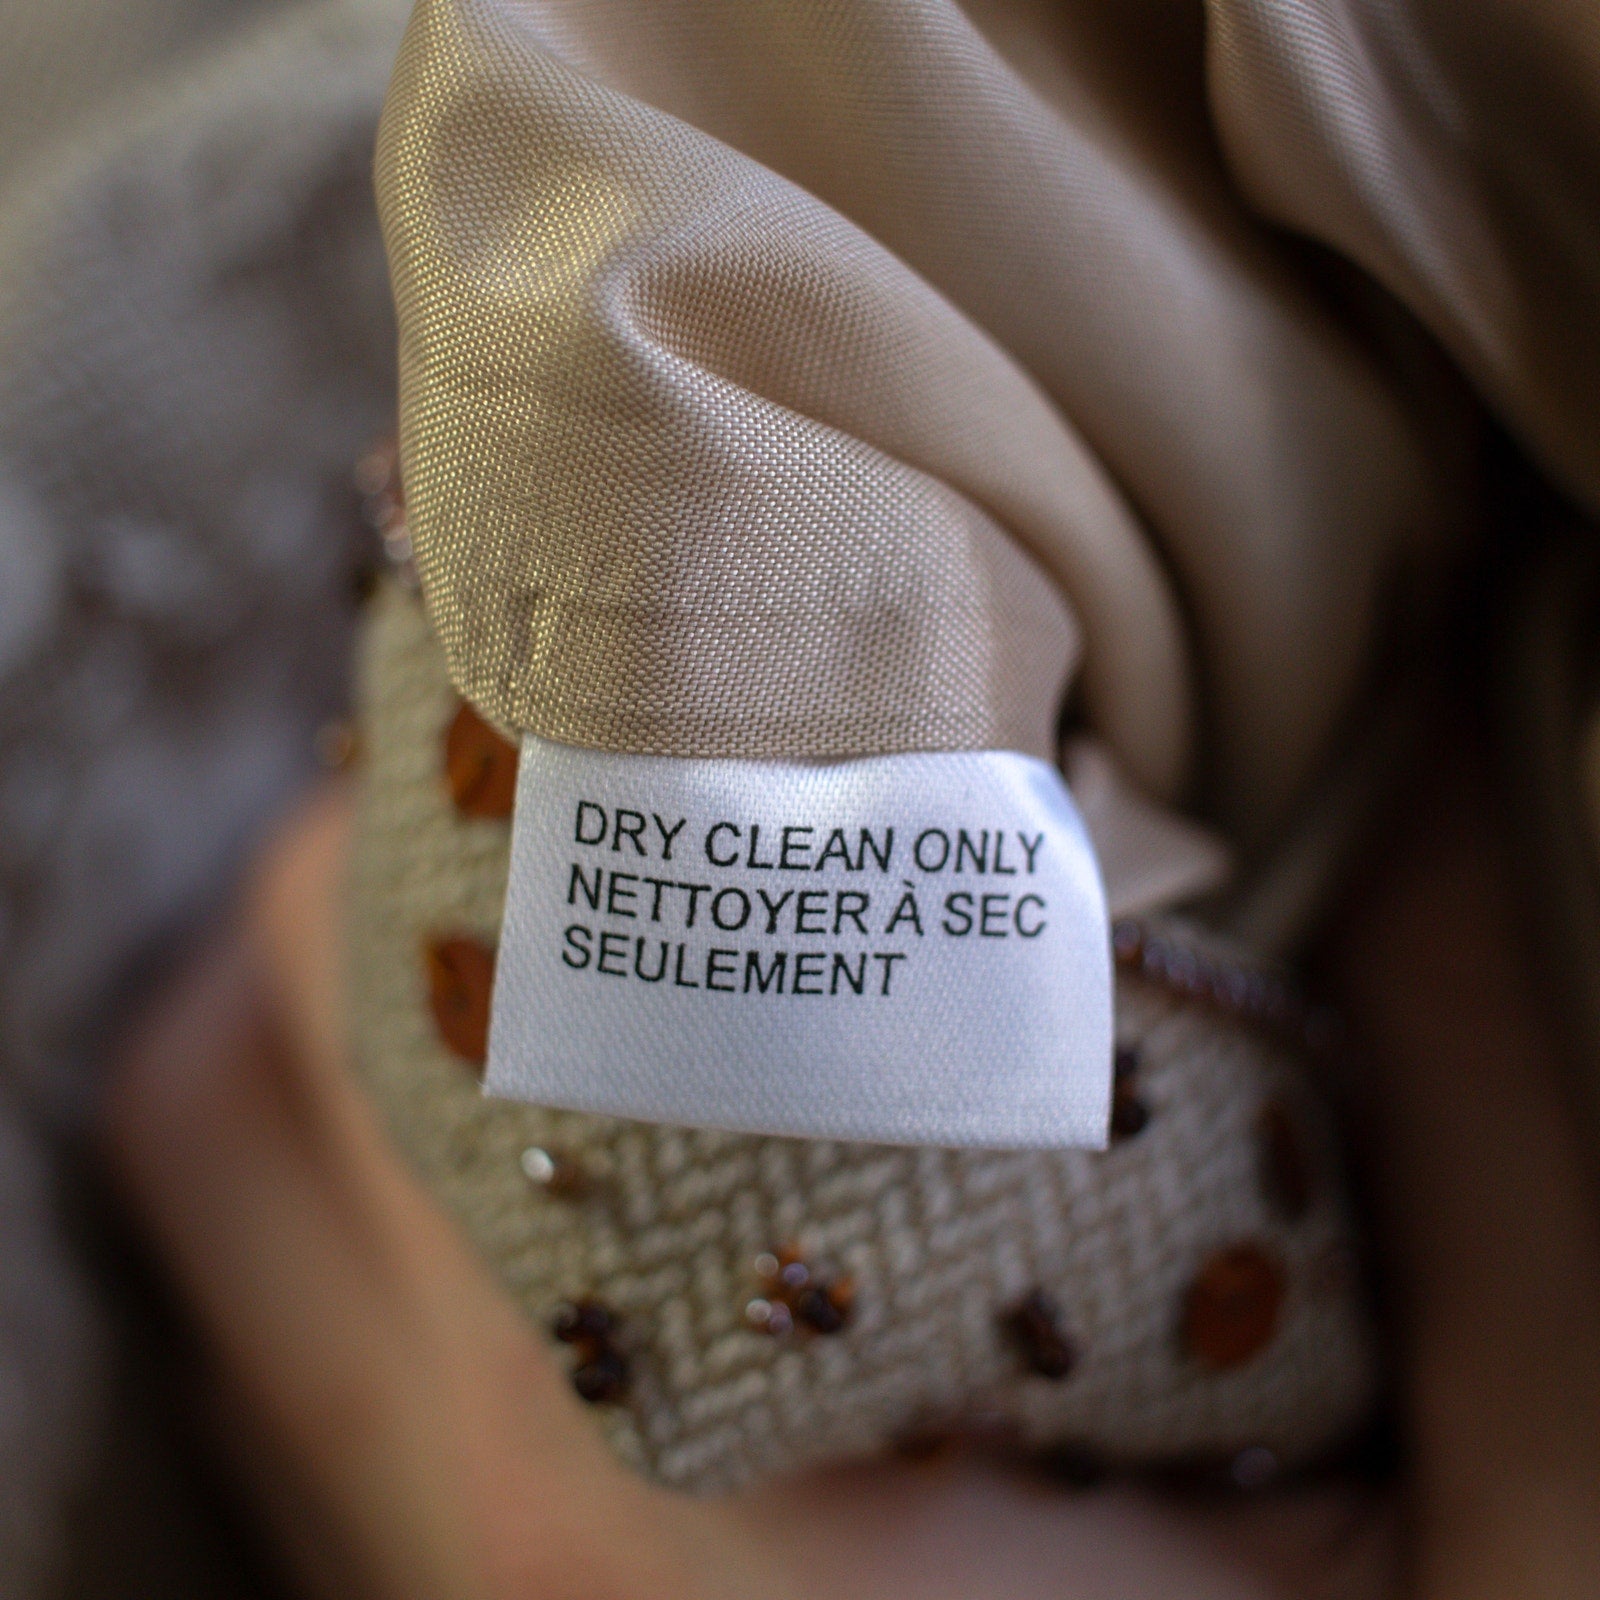 DRY CLEAN ONLY
NETTOYER À SEC
SEULEMENT